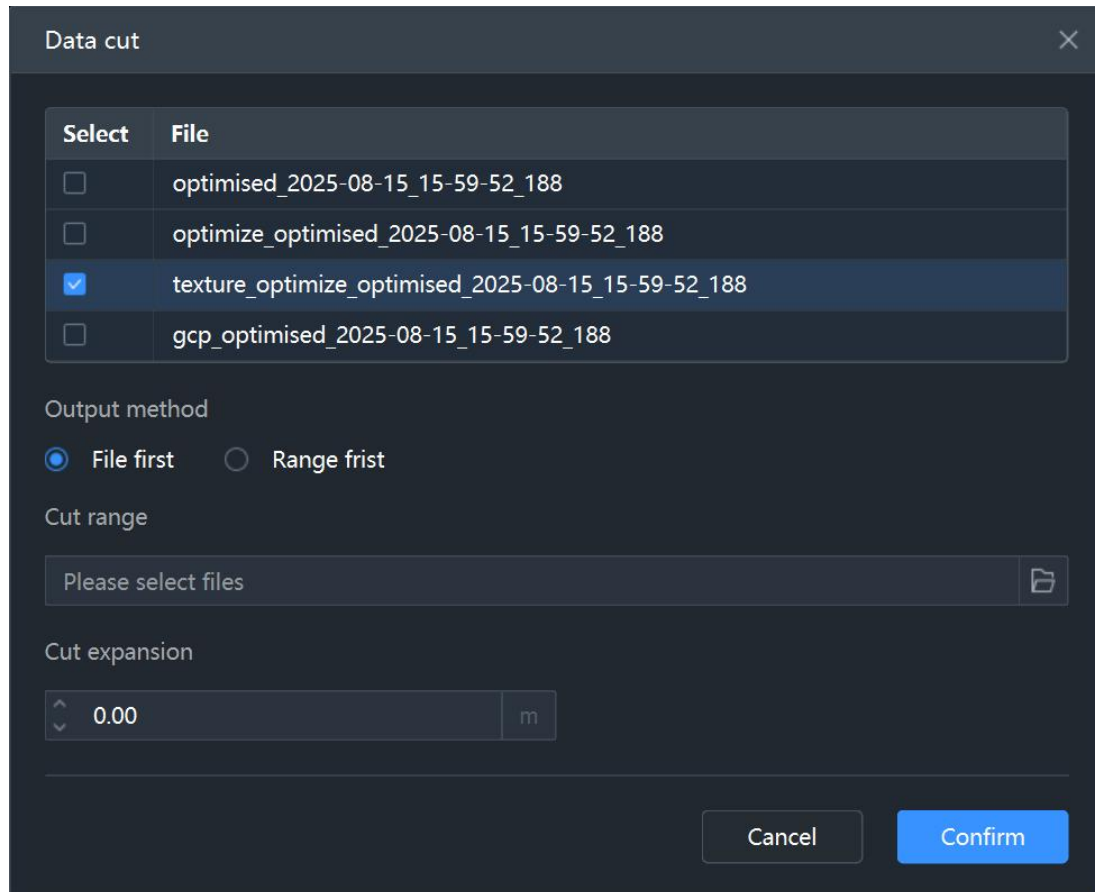 Data cut
Select File
optimised_2025-08-15_15-59-52_188
optimize_optimised_2025-08-15_15-59-52_188
texture_optimize_optimised_2025-08-15_15-59-52_188
gcp_optimised_2025-08-15_15-59-52_188
Output method
File first Range frist
Cut range
Please select files
Cut expansion
0.00 m
Cancel Confirm